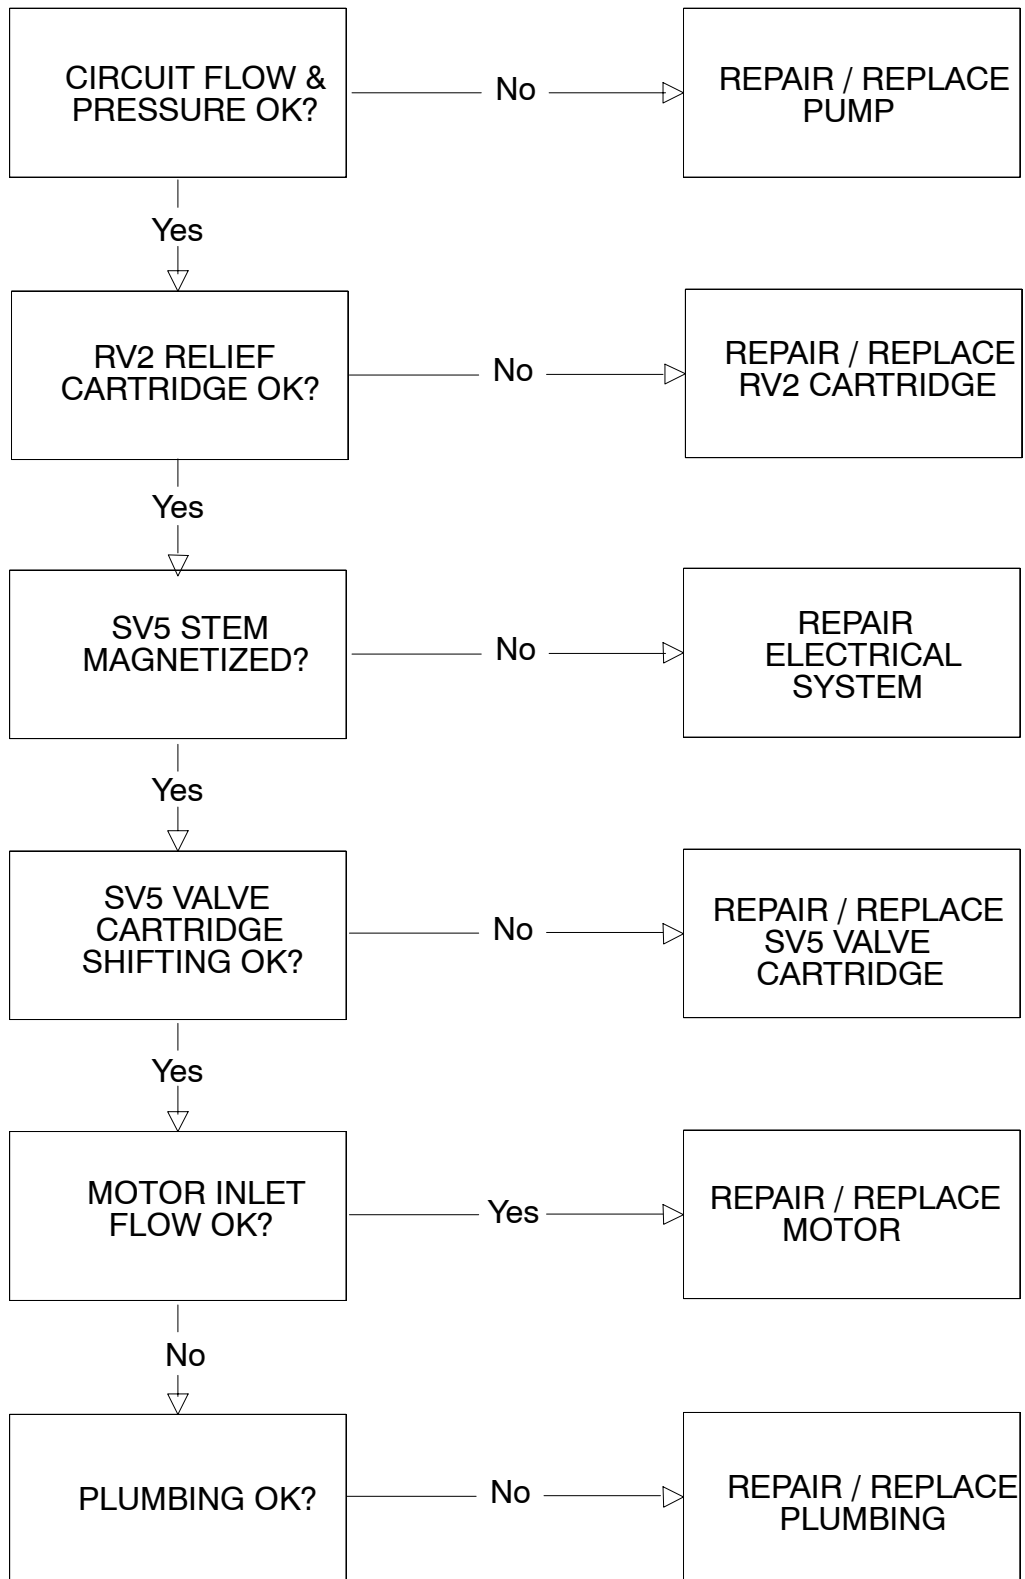 CIRCUIT FLOW &
PRESSURE OK?
No
REPAIR / REPLACE
PUMP
Yes
RV2 RELIEF
CARTRIDGE OK?
No
REPAIR / REPLACE
RV2 CARTRIDGE
Yes
SV5 STEM
MAGNETIZED?
No
REPAIR
ELECTRICAL
SYSTEM
Yes
SV5 VALVE
CARTRIDGE
SHIFTING OK?
No
REPAIR / REPLACE
SV5 VALVE
CARTRIDGE
Yes
MOTOR INLET
FLOW OK?
Yes
REPAIR / REPLACE
MOTOR
No
PLUMBING OK?
No
REPAIR / REPLACE
PLUMBING